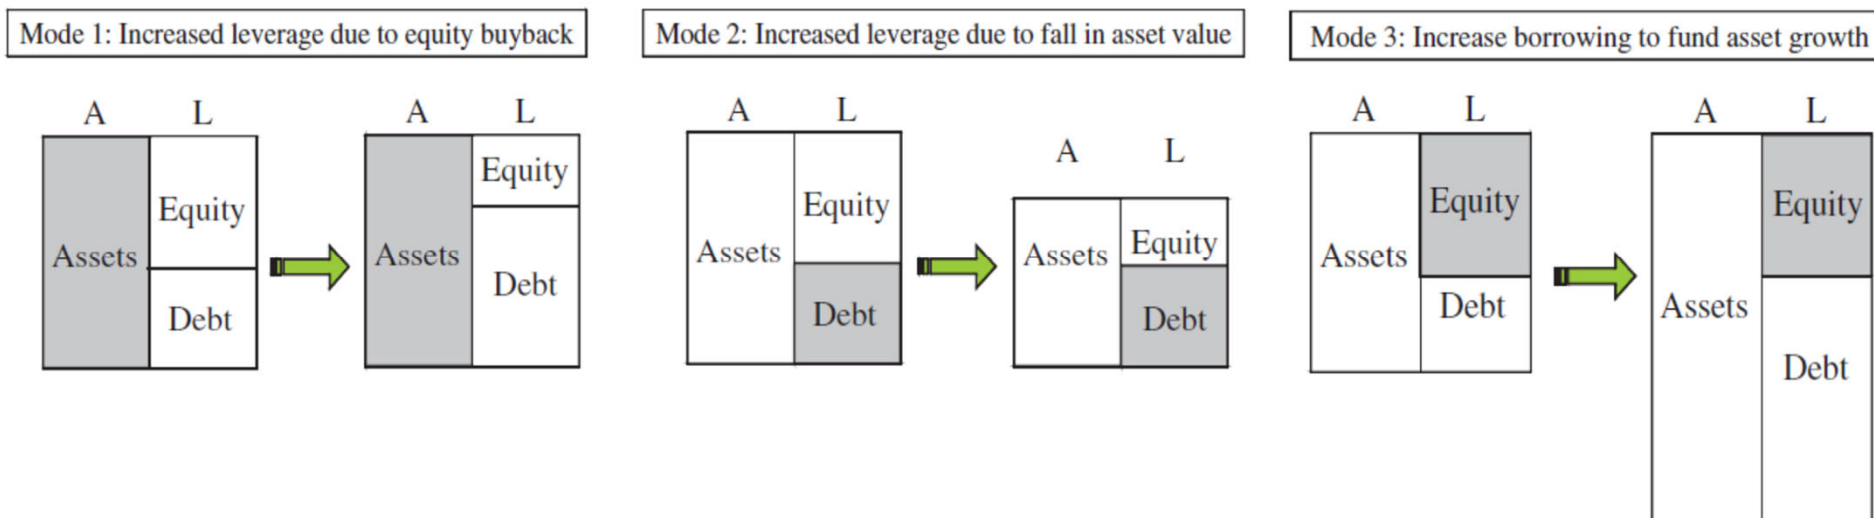 Mode 1: Increased leverage due to equity buyback
A L A L
Assets Equity Debt Assets Equity Debt
Mode 2: Increased leverage due to fall in asset value
A L A L
Assets Equity Debt Assets Equity Debt
Mode 3: Increase borrowing to fund asset growth
A L A L
Assets Equity Debt Assets Equity Debt